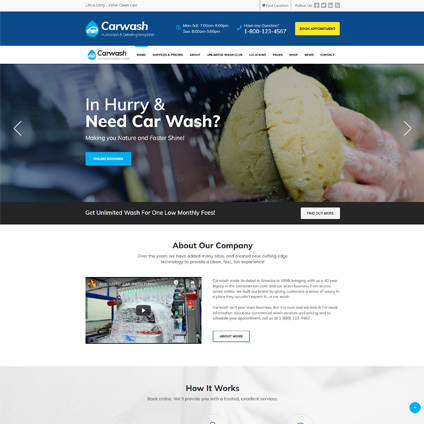 Life is Dirty ...Drive Clean Car!
Find Location
Follow Us
Carwash
Autowash & Detailing template
Mon-Sat: 7:00am-8:00pm
Sun: 8:00am-5:00pm
Have any Question?
1-800-123-4567
BOOK APPOINTMENT
Carwash
HOME SERVICES & PRICING ABOUT UNLIMITED WASH CLUB LOCATIONS PAGES SHOP NEWS CONTACT
In Hurry &
Need Car Wash?
Making you Nature and Faster Shine!
ONLINE BOOKING
Get Unlimited Wash For One Low Monthly Fees!
FIND OUT MORE
About Our Company
Over the years we have added many sites, and created new cutting edge
technology to provide a clean, fast, fun experience!
Carwash made its debut in America in 1998, bringing with us a 40 year
legacy in the convenience store and car wash business from across
seven states, we built our brand by giving customers a sense of luxury in
a place they wouldn't expect to, a car wash.
Carwash isn't your main business, but it is ours and we love it! For more
information about our commercial wash services and pricing and to
schedule your appointment, call us at 1 (800) 123-4567
ABOUT MORE
How It Works
Book online. We'll provide you with a trusted, excellent services.